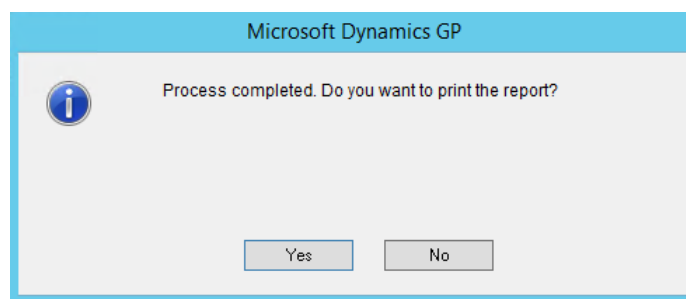 Microsoft Dynamics GP
Process completed. Do you want to print the report?
Yes
No